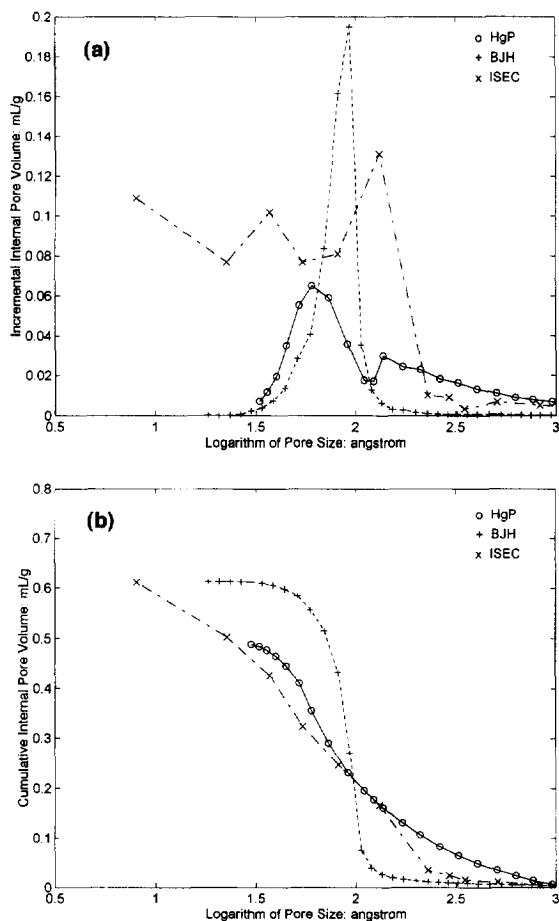 (a)
HgP
BJH
ISEC
0.2
0.18
0.16
0.14
0.12
0.1
0.08
0.06
0.04
0.02
0
Incremental Internal Pore Volume: mL/g
0.5
1
1.5
2
2.5
3
Logarithm of Pore Size: angstrom
(b)
HgP
BJH
ISEC
0.8
0.7
0.6
0.5
0.4
0.3
0.2
0.1
0
Cumulative Internal Pore Volume: mL/g
0.5
1
1.5
2
2.5
3
Logarithm of Pore Size: angstrom